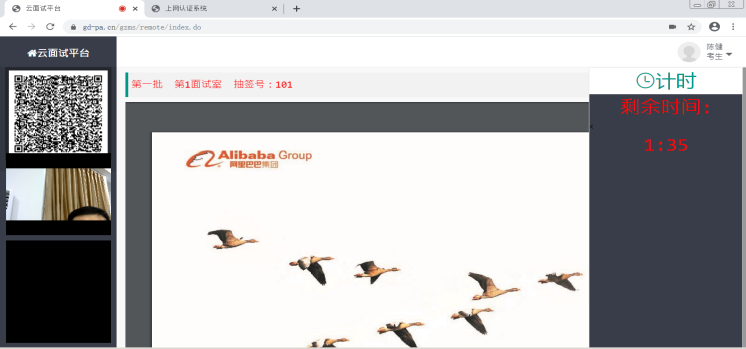 云面试平台
上网认证系统
gd-pa.cn/gzms/remote/index.do
云面试平台
陈健
考生
第一批 第1面试室 抽签号：101
计时
剩余时间：
1:35
Alibaba Group
阿里巴巴集团